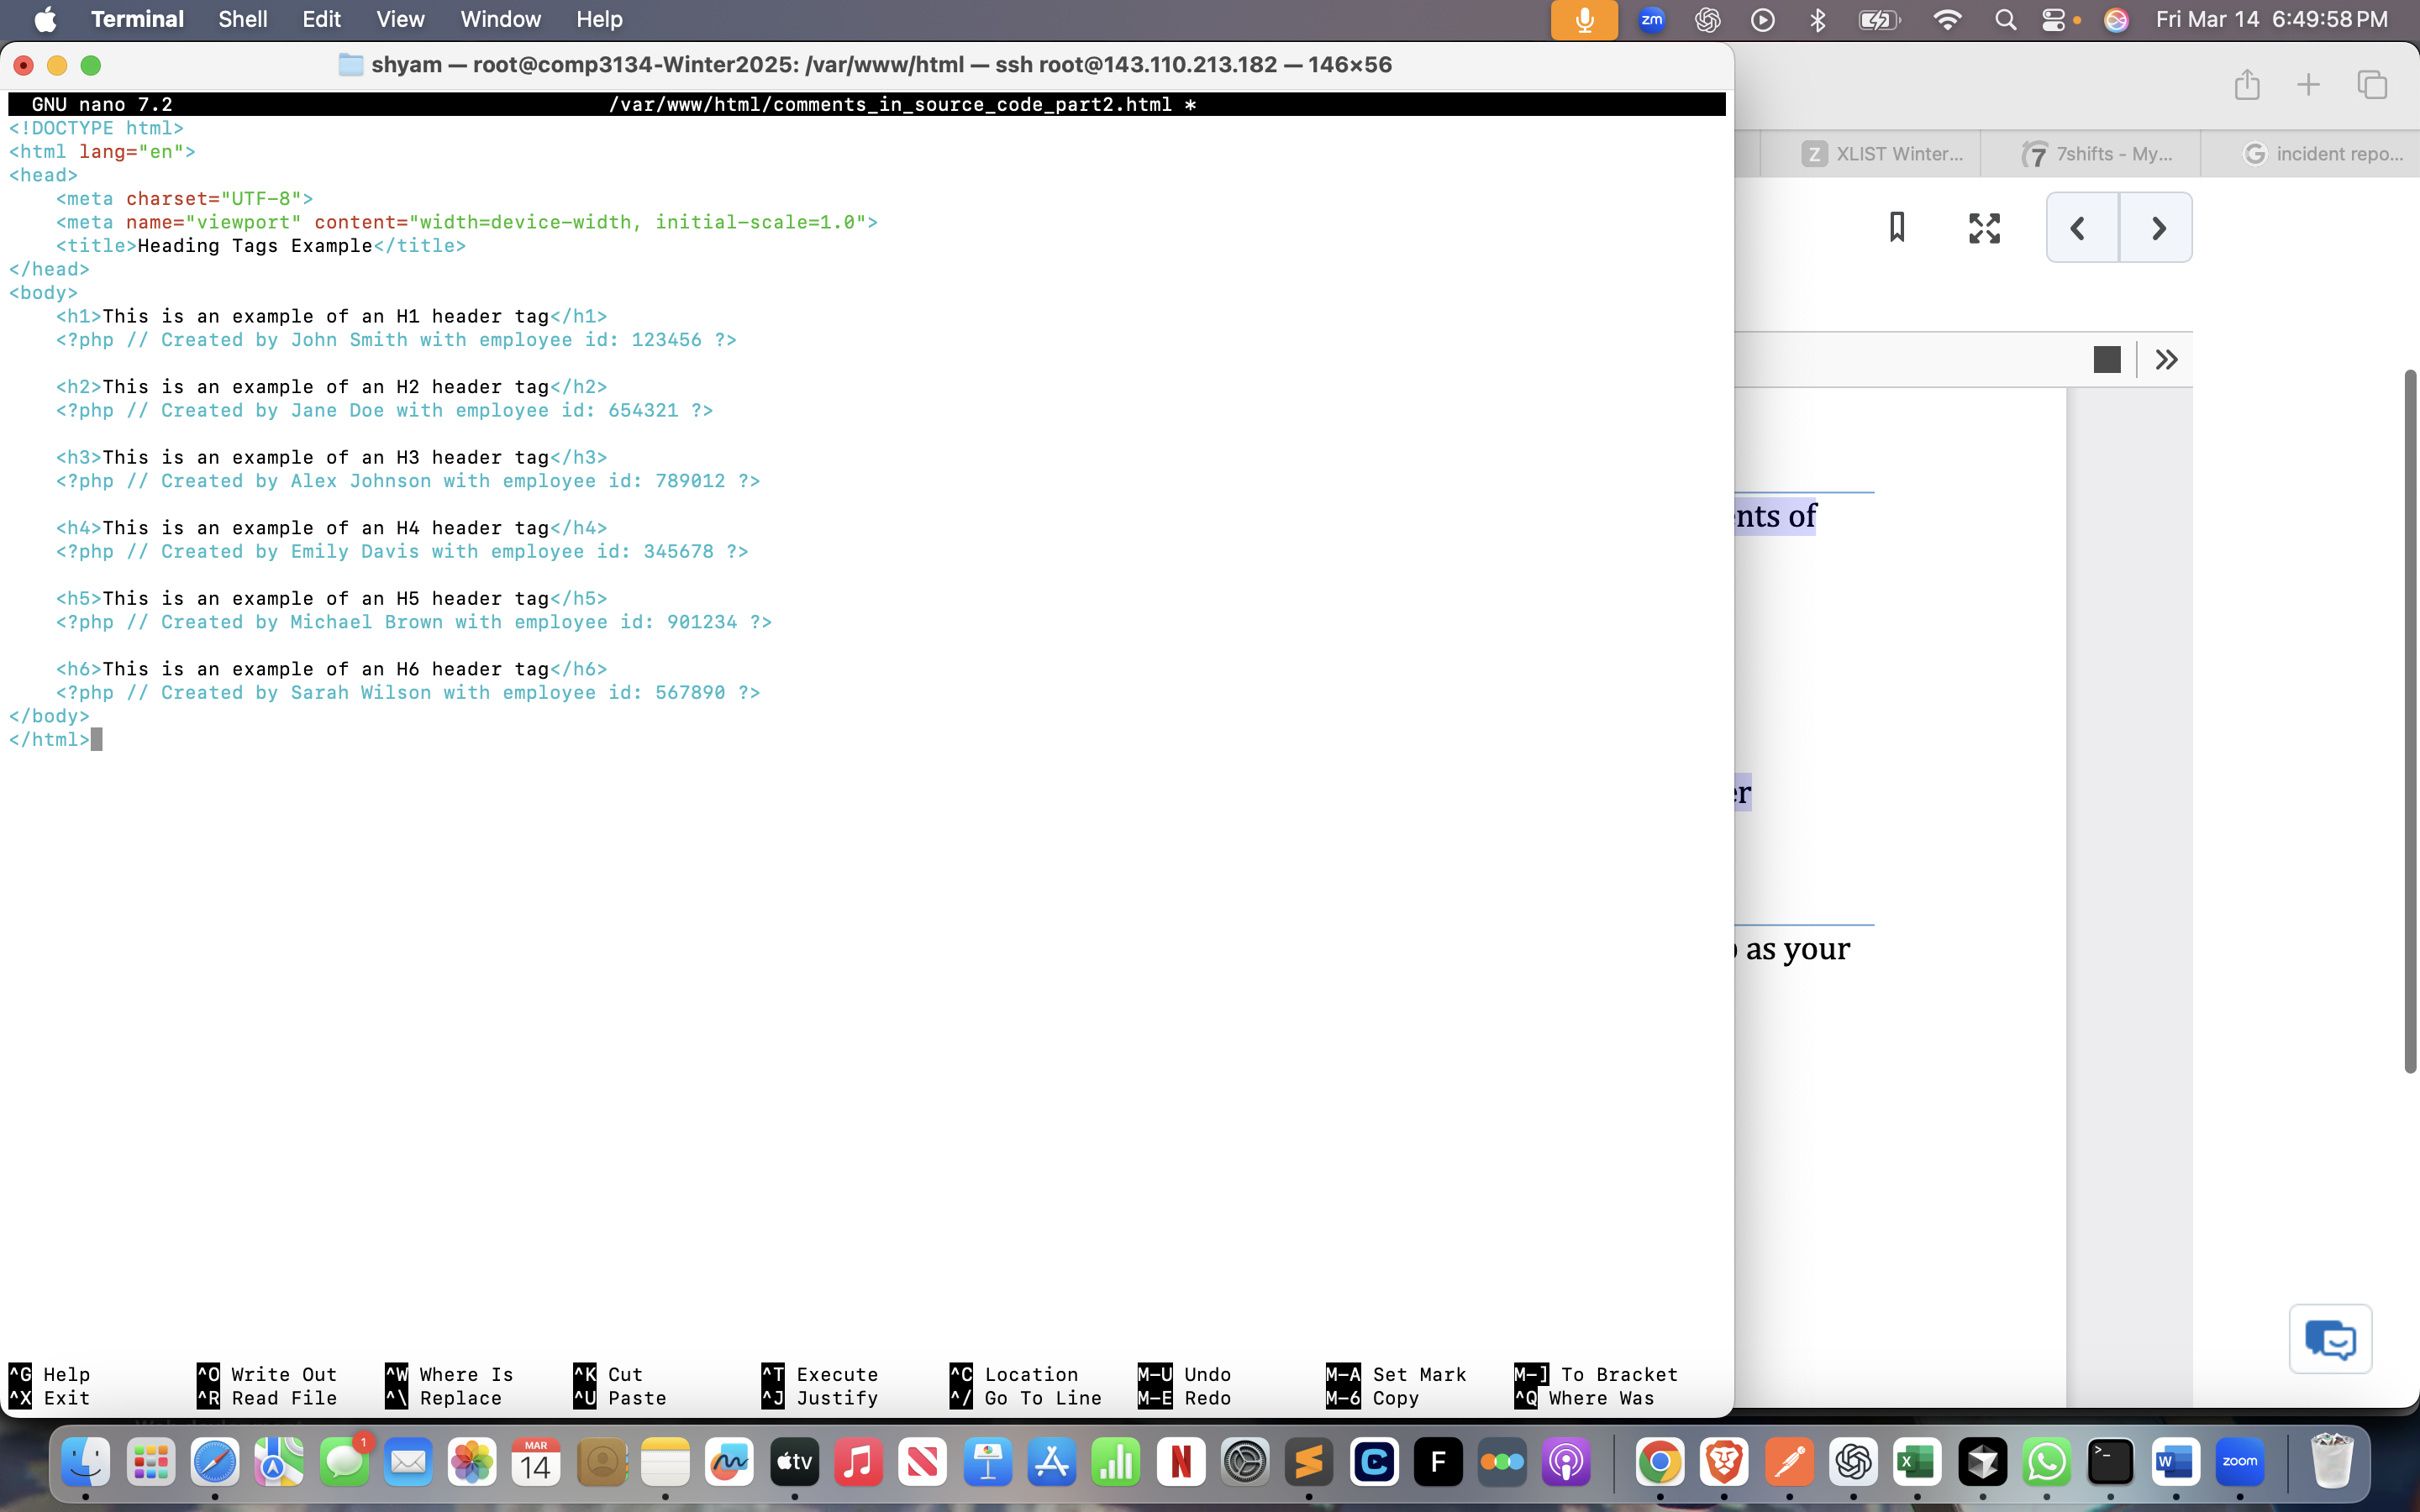 Terminal Shell Edit View Window Help zm Fri Mar 14 6:49:58 PM
shyam — root@comp3134-Winter2025: /var/www/html — ssh root@143.110.213.182 — 146×56
GNU nano 7.2 /var/www/html/comments_in_source_code_part2.html *
<!DOCTYPE html>
<html lang="en">
<head>
    <meta charset="UTF-8">
    <meta name="viewport" content="width=device-width, initial-scale=1.0">
    <title>Heading Tags Example</title>
</head>
<body>
    <h1>This is an example of an H1 header tag</h1>
    <?php // Created by John Smith with employee id: 123456 ?>
    <h2>This is an example of an H2 header tag</h2>
    <?php // Created by Jane Doe with employee id: 654321 ?>
    <h3>This is an example of an H3 header tag</h3>
    <?php // Created by Alex Johnson with employee id: 789012 ?>
    <h4>This is an example of an H4 header tag</h4>
    <?php // Created by Emily Davis with employee id: 345678 ?>
    <h5>This is an example of an H5 header tag</h5>
    <?php // Created by Michael Brown with employee id: 901234 ?>
    <h6>This is an example of an H6 header tag</h6>
    <?php // Created by Sarah Wilson with employee id: 567890 ?>
</body>
</html>
^G Help ^O Write Out ^W Where Is ^K Cut ^T Execute ^C Location M-U Undo M-A Set Mark M-] To Bracket
^X Exit ^R Read File ^\ Replace ^U Paste ^J Justify ^/ Go To Line M-E Redo M-6 Copy ^Q Where Was
Z XLIST Winter... 7 7shifts - My... G incident repo...
nts of
er
as your
1
MAR
14
tv
N
C
F
X
>_
W
zoom